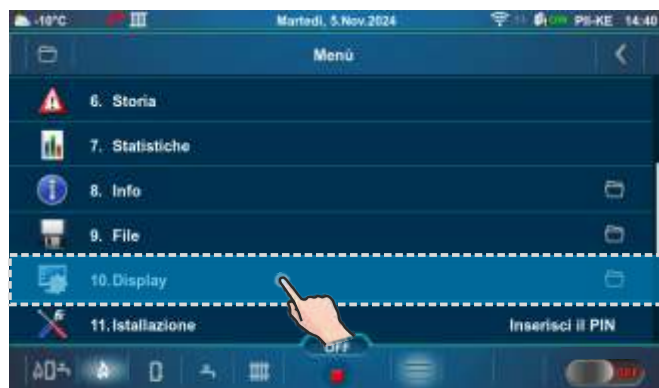 -10°C Martedì, 5.Nov.2024 PII-KE 14:40
Menù
6. Storia
7. Statistiche
8. Info
9. File
10. Display
11. Istallazione Inserisci il PIN
OFF
OFF